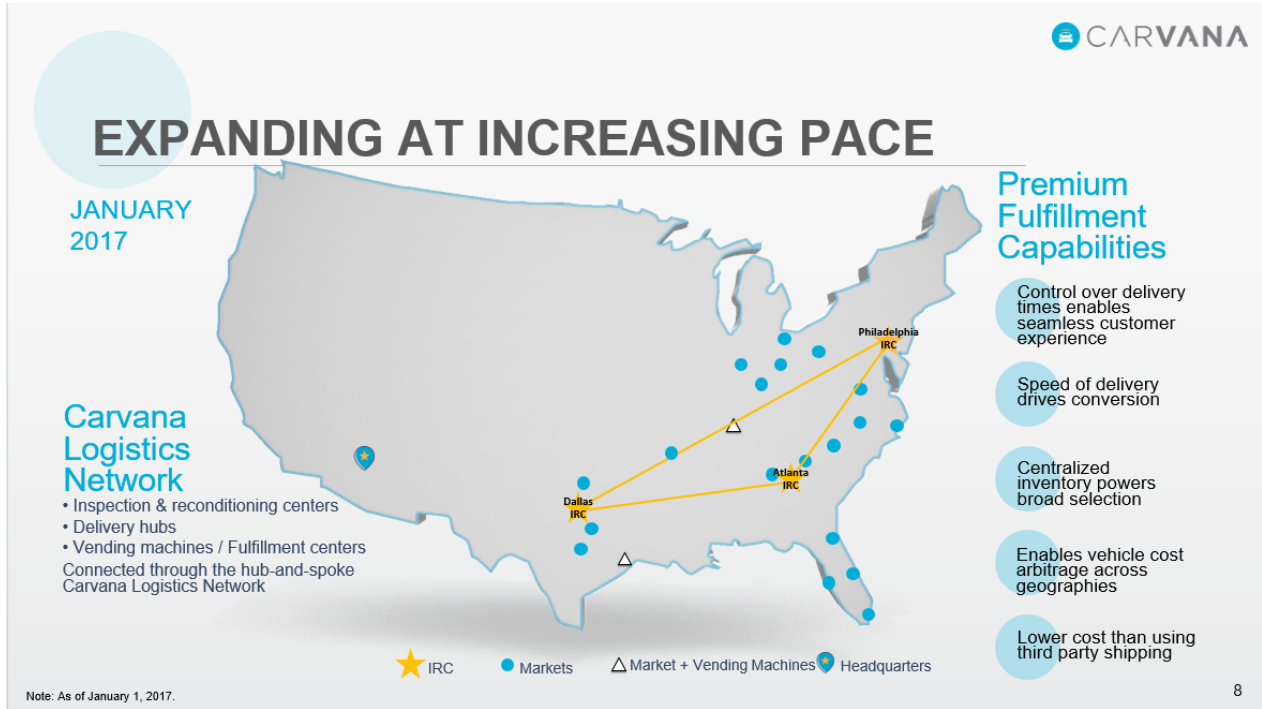 CARVANA
EXPANDING AT INCREASING PACE
JANUARY
2017
Carvana
Logistics
Network
• Inspection & reconditioning centers
• Delivery hubs
• Vending machines / Fulfillment centers
Connected through the hub-and-spoke
Carvana Logistics Network
Philadelphia
IRC
Atlanta
IRC
Dallas
IRC
Premium
Fulfillment
Capabilities
Control over delivery
times enables
seamless customer
experience
Speed of delivery
drives conversion
Centralized
inventory powers
broad selection
Enables vehicle cost
arbitrage across
geographies
Lower cost than using
third party shipping
IRC
Markets
Market + Vending Machines
Headquarters
Note: As of January 1, 2017.
8